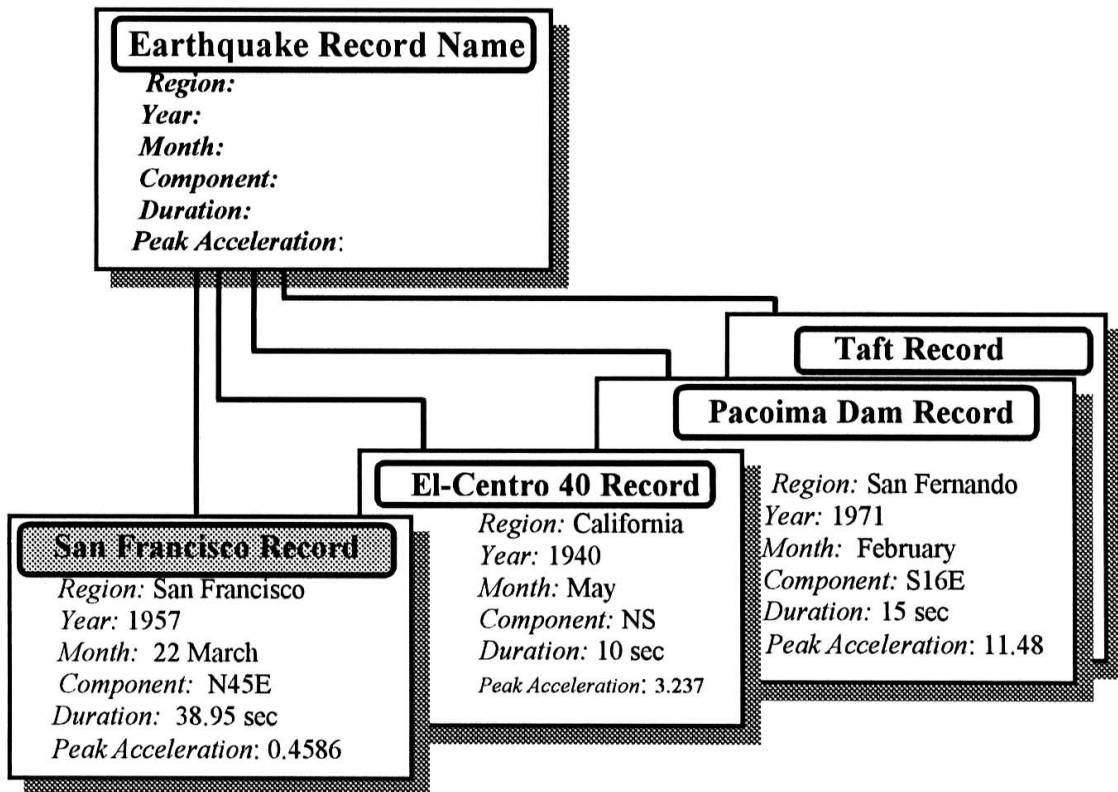 Earthquake Record Name
Region:
Year:
Month:
Component:
Duration:
Peak Acceleration:
Taft Record
Pacoima Dam Record
Region: San Fernando
Year: 1971
Month: February
Component: S16E
Duration: 15 sec
Peak Acceleration: 11.48
El-Centro 40 Record
Region: California
Year: 1940
Month: May
Component: NS
Duration: 10 sec
Peak Acceleration: 3.237
San Francisco Record
Region: San Francisco
Year: 1957
Month: 22 March
Component: N45E
Duration: 38.95 sec
Peak Acceleration: 0.4586